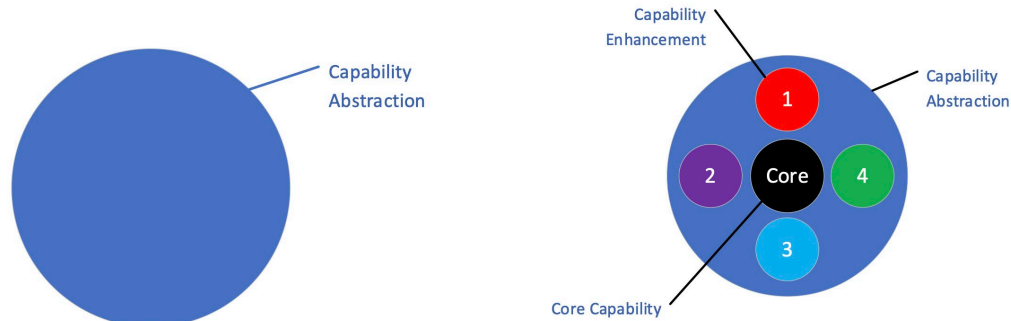 Capability
Abstraction
Capability
Enhancement
Capability
Abstraction
1
2
Core
4
3
Core Capability